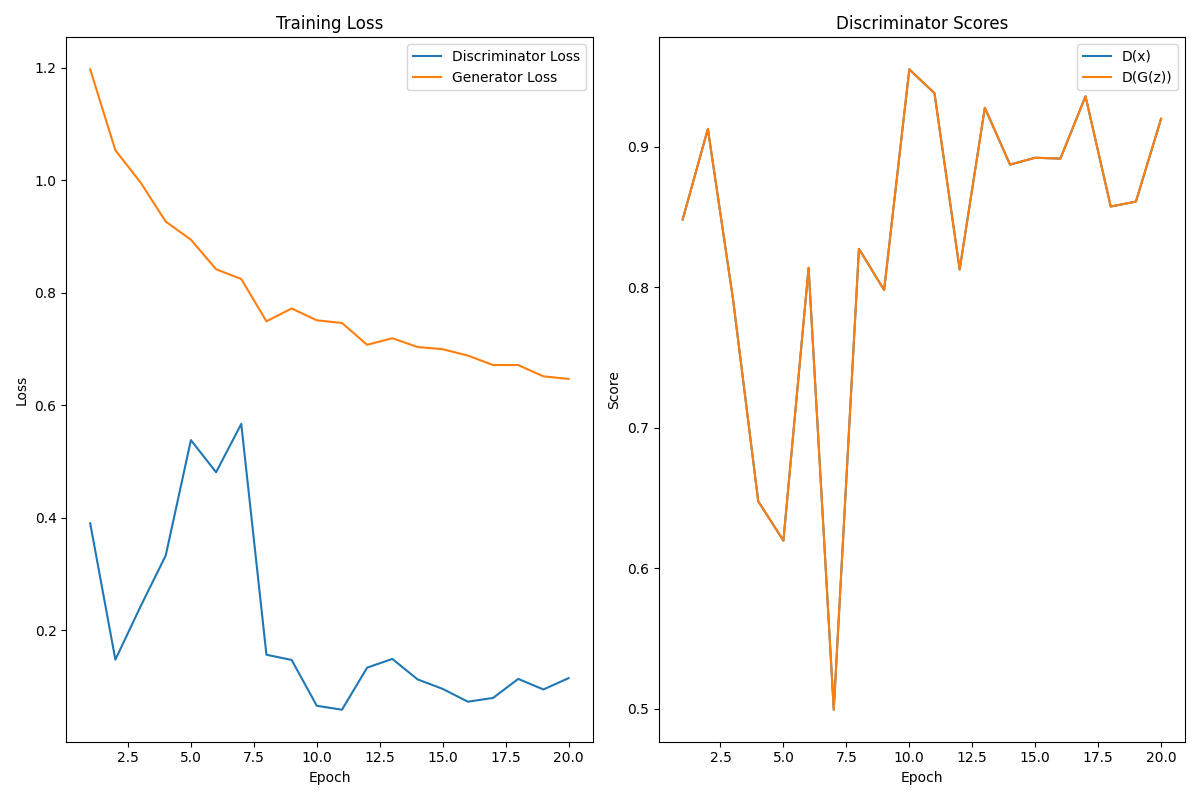 Training Loss
Discriminator Loss
Generator Loss
1.2
1.0
0.8
0.6
0.4
0.2
Loss
2.5 5.0 7.5 10.0 12.5 15.0 17.5 20.0
Epoch
Discriminator Scores
D(x)
D(G(z))
0.9
0.8
0.7
0.6
0.5
Score
2.5 5.0 7.5 10.0 12.5 15.0 17.5 20.0
Epoch